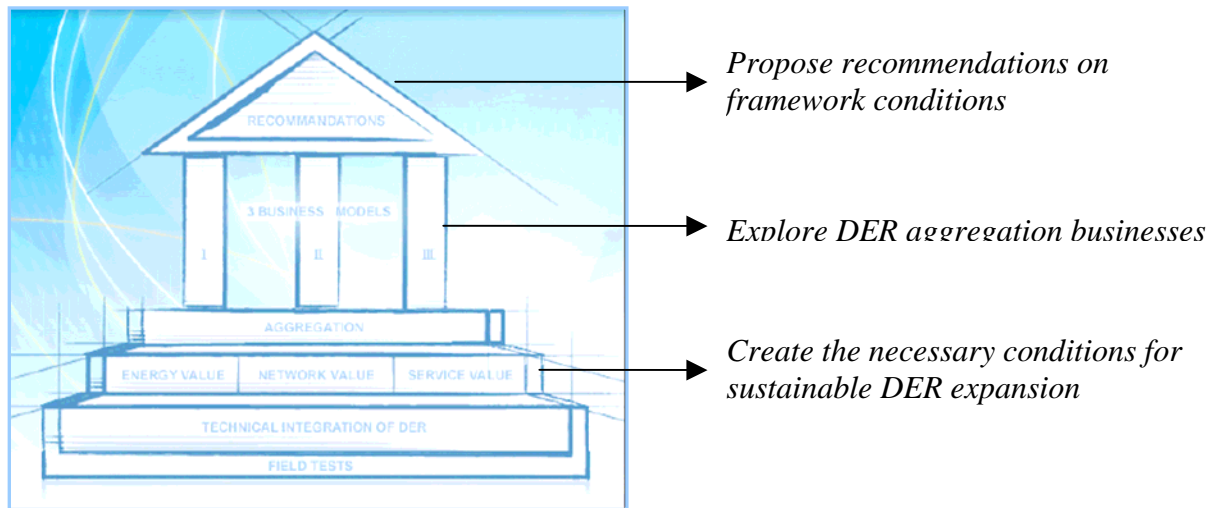 RECOMMANDATIONS
Propose recommendations on
framework conditions
3 BUSINESS MODELS
I II III
Explore DER aggregation businesses
AGGREGATION
ENERGY VALUE NETWORK VALUE SERVICE VALUE
Create the necessary conditions for
sustainable DER expansion
TECHNICAL INTEGRATION OF DER
FIELD TESTS